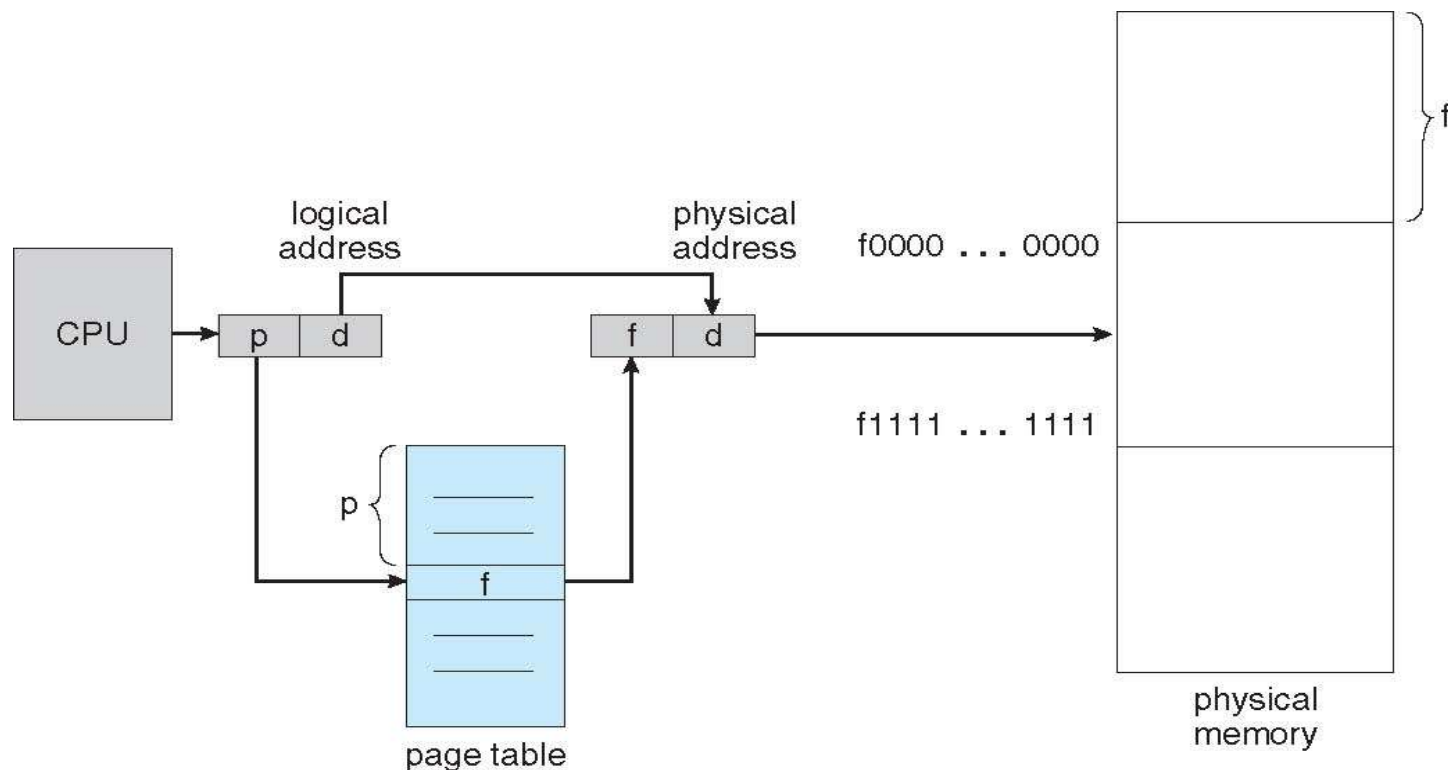 f
logical
address
physical
address
f0000 ... 0000
CPU
p
d
f
d
f1111 ... 1111
p
f
page table
physical
memory